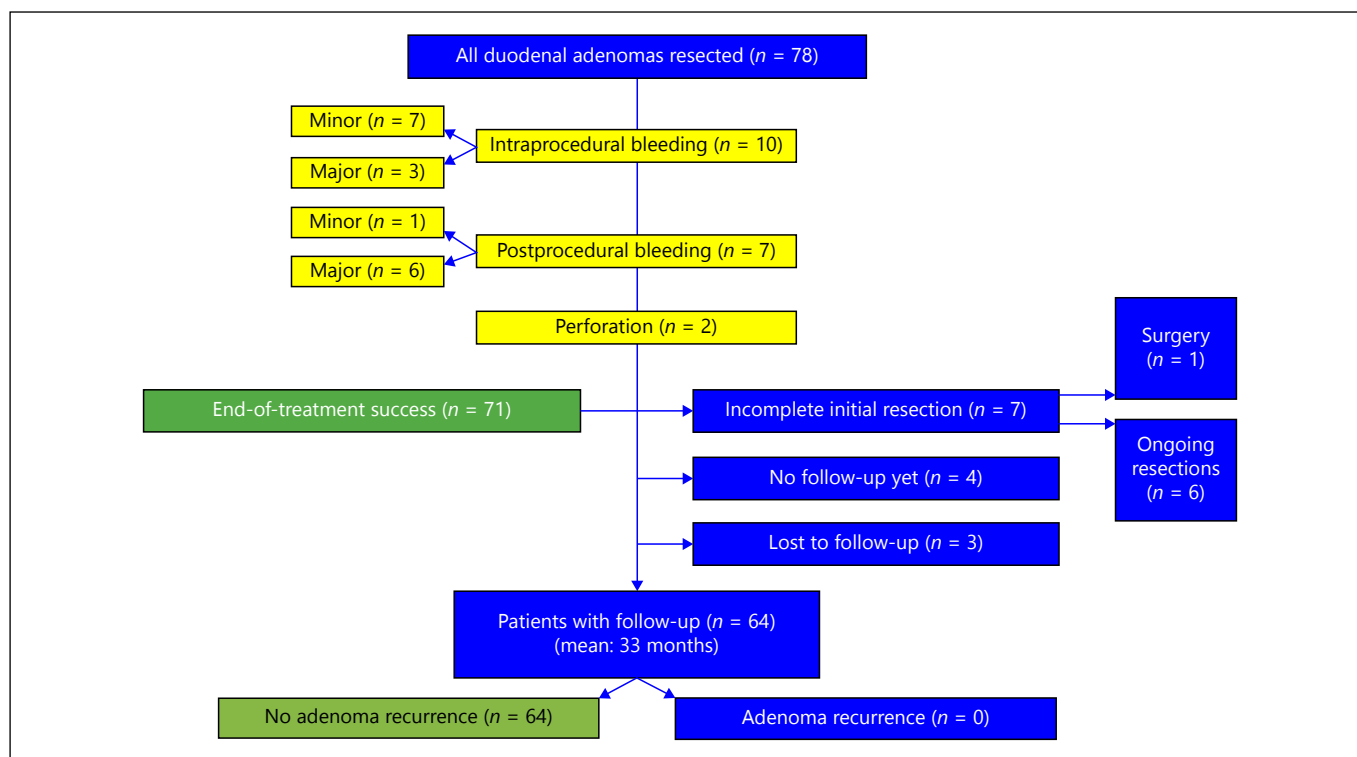 All duodenal adenomas resected (n = 78)
Minor (n = 7)
Intraprocedural bleeding (n = 10)
Major (n = 3)
Minor (n = 1)
Postprocedural bleeding (n = 7)
Major (n = 6)
Perforation (n = 2)
Surgery
(n = 1)
End-of-treatment success (n = 71)
Incomplete initial resection (n = 7)
Ongoing
resections
(n = 6)
No follow-up yet (n = 4)
Lost to follow-up (n = 3)
Patients with follow-up (n = 64)
(mean: 33 months)
No adenoma recurrence (n = 64)
Adenoma recurrence (n = 0)